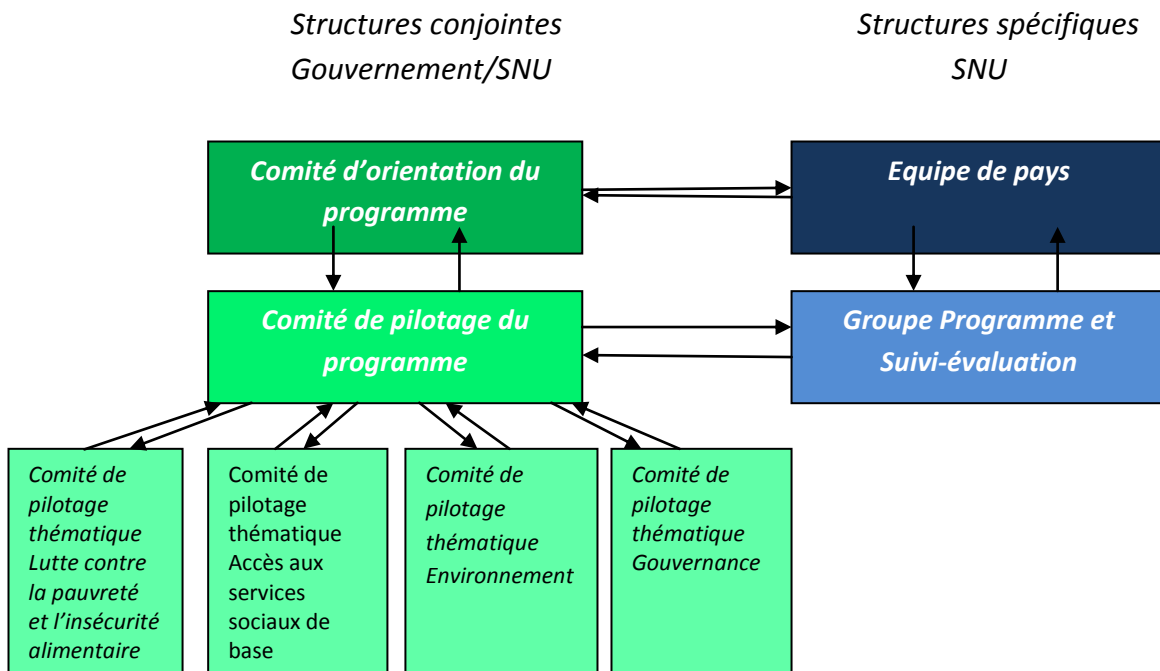 Structures conjointes
Gouvernement/SNU
Structures spécifiques
SNU
Comité d'orientation du
programme
Equipe de pays
Comité de pilotage du
programme
Groupe Programme et
Suivi-évaluation
Comité de
pilotage
thématique
Lutte contre
la pauvreté
et l'insécurité
alimentaire
Comité de
pilotage
thématique
Accès aux
services
sociaux de
base
Comité de
pilotage
thématique
Environnement
Comité de
pilotage
thématique
Gouvernance